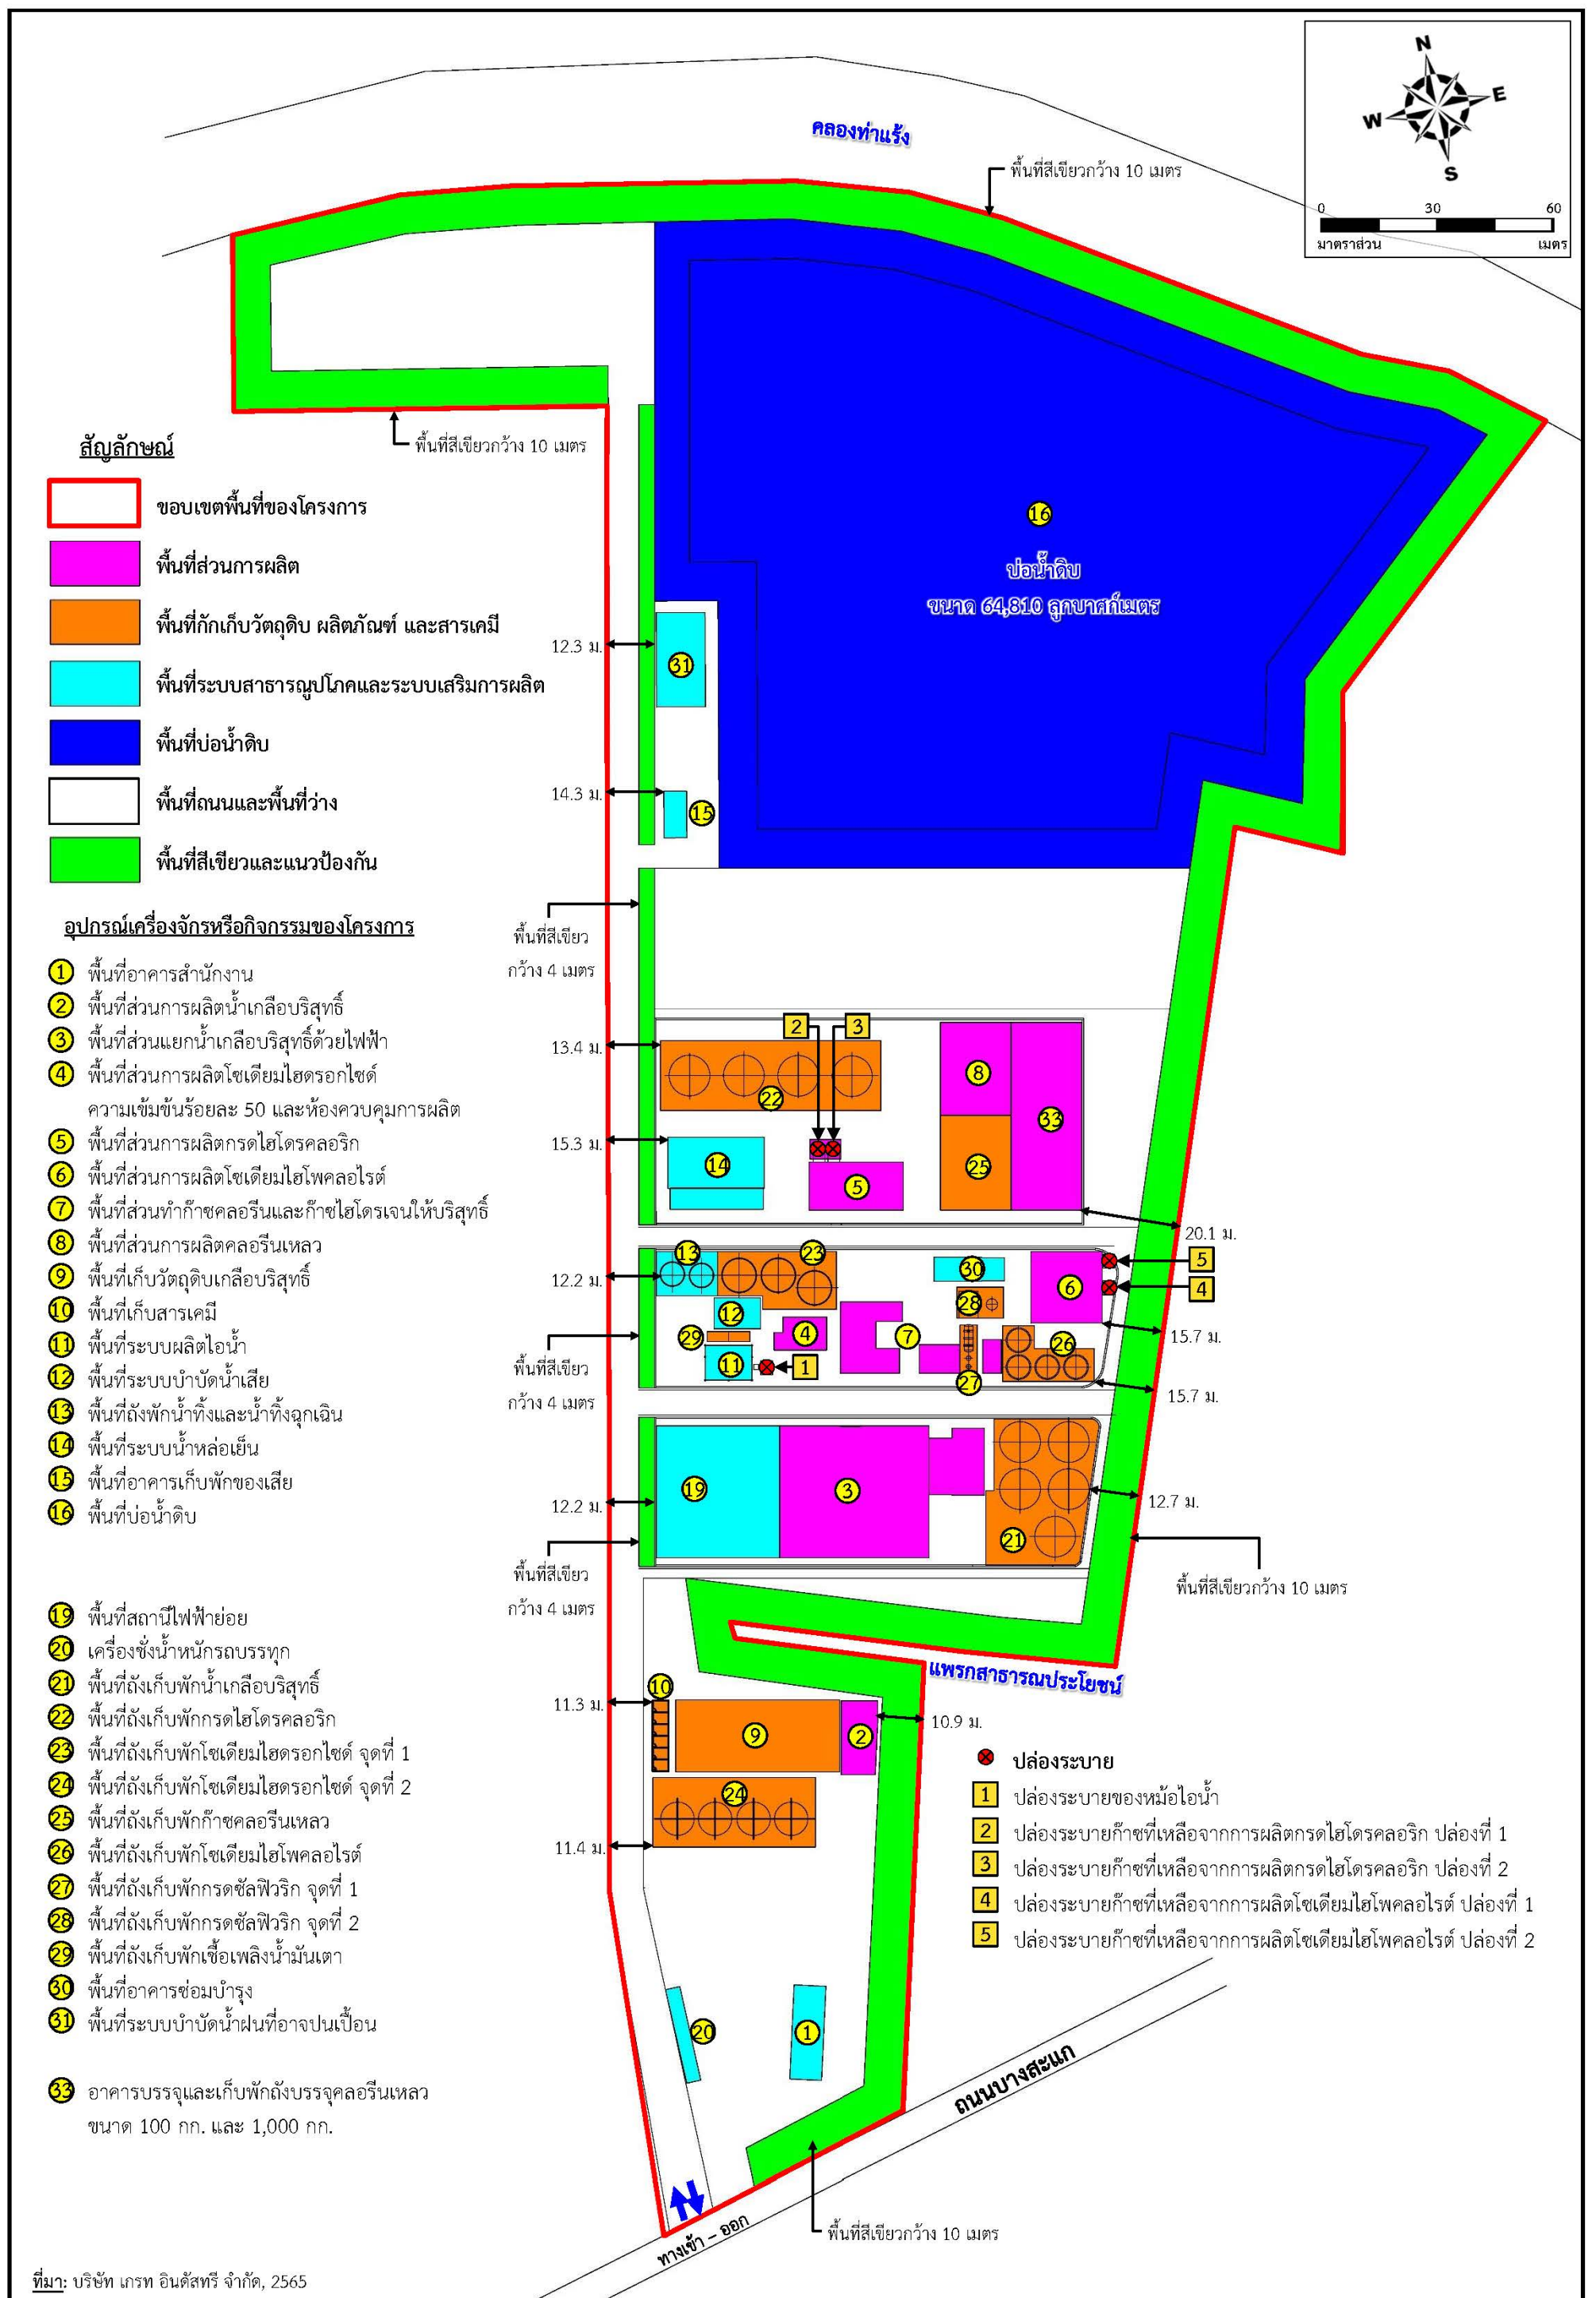 N
E
W
S
0 30 60
มาตราส่วน เมตร
คลองท่าแร้ง
พื้นที่สีเขียวกว้าง 10 เมตร
พื้นที่สีเขียวกว้าง 10 เมตร
สัญลักษณ์
ขอบเขตพื้นที่ของโครงการ
พื้นที่ส่วนการผลิต
พื้นที่กักเก็บวัตถุดิบ ผลิตภัณฑ์ และสารเคมี
พื้นที่ระบบสาธารณูปโภคและระบบเสริมการผลิต
พื้นที่บ่อน้ำดิบ
พื้นที่ถนนและพื้นที่ว่าง
พื้นที่สีเขียวและแนวป้องกัน
อุปกรณ์เครื่องจักรหรือกิจกรรมของโครงการ
1 พื้นที่อาคารสำนักงาน
2 พื้นที่ส่วนการผลิตน้ำเกลือบริสุทธิ์
3 พื้นที่ส่วนแยกน้ำเกลือบริสุทธิ์ด้วยไฟฟ้า
4 พื้นที่ส่วนการผลิตโซเดียมไฮดรอกไซด์
ความเข้มข้นร้อยละ 50 และห้องควบคุมการผลิต
5 พื้นที่ส่วนการผลิตกรดไฮโดรคลอริก
6 พื้นที่ส่วนการผลิตโซเดียมไฮโพคลอไรต์
7 พื้นที่ส่วนทำก๊าซคลอรีนและก๊าซไฮโดรเจนให้บริสุทธิ์
8 พื้นที่ส่วนการผลิตคลอรีนเหลว
9 พื้นที่เก็บวัตถุดิบเกลือบริสุทธิ์
10 พื้นที่เก็บสารเคมี
11 พื้นที่ระบบผลิตไอน้ำ
12 พื้นที่ระบบบำบัดน้ำเสีย
13 พื้นที่ถังพักน้ำทิ้งและน้ำทิ้งฉุกเฉิน
14 พื้นที่ระบบน้ำหล่อเย็น
15 พื้นที่อาคารเก็บพักของเสีย
16 พื้นที่บ่อน้ำดิบ
19 พื้นที่สถานีไฟฟ้าย่อย
20 เครื่องชั่งน้ำหนักรถบรรทุก
21 พื้นที่ถังเก็บพักน้ำเกลือบริสุทธิ์
22 พื้นที่ถังเก็บพักกรดไฮโดรคลอริก
23 พื้นที่ถังเก็บพักโซเดียมไฮดรอกไซด์ จุดที่ 1
24 พื้นที่ถังเก็บพักโซเดียมไฮดรอกไซด์ จุดที่ 2
25 พื้นที่ถังเก็บพักก๊าซคลอรีนเหลว
26 พื้นที่ถังเก็บพักโซเดียมไฮโพคลอไรต์
27 พื้นที่ถังเก็บพักกรดซัลฟิวริก จุดที่ 1
28 พื้นที่ถังเก็บพักกรดซัลฟิวริก จุดที่ 2
29 พื้นที่ถังเก็บพักเชื้อเพลิงน้ำมันเตา
30 พื้นที่อาคารซ่อมบำรุง
31 พื้นที่ระบบบำบัดน้ำฝนที่อาจปนเปื้อน
33 อาคารบรรจุและเก็บพักถังบรรจุคลอรีนเหลว
ขนาด 100 กก. และ 1,000 กก.
ที่มา: บริษัท เกรท อินดัสทรี จำกัด, 2565
16
บ่อน้ำดิบ
ขนาด 64,810 ลูกบาศก์เมตร
12.3 ม.
31
14.3 ม.
15
พื้นที่สีเขียว
กว้าง 4 เมตร
2 3
13.4 ม.
22
8
33
15.3 ม.
14
5
25
20.1 ม.
12.2 ม.
13
23
30
6
5
4
28
12
29
4
7
26
15.7 ม.
11
1
27
15.7 ม.
พื้นที่สีเขียว
กว้าง 4 เมตร
19
3
12.2 ม.
21
12.7 ม.
พื้นที่สีเขียว
กว้าง 4 เมตร
พื้นที่สีเขียวกว้าง 10 เมตร
แพรกสาธารณประโยชน์
11.3 ม.
10
9
2
10.9 ม.
24
11.4 ม.
ปล่องระบาย
1 ปล่องระบายของหม้อไอน้ำ
2 ปล่องระบายก๊าซที่เหลือจากการผลิตกรดไฮโดรคลอริก ปล่องที่ 1
3 ปล่องระบายก๊าซที่เหลือจากการผลิตกรดไฮโดรคลอริก ปล่องที่ 2
4 ปล่องระบายก๊าซที่เหลือจากการผลิตโซเดียมไฮโพคลอไรต์ ปล่องที่ 1
5 ปล่องระบายก๊าซที่เหลือจากการผลิตโซเดียมไฮโพคลอไรต์ ปล่องที่ 2
20
1
ถนนบางสะแก
ทางเข้า – ออก
พื้นที่สีเขียวกว้าง 10 เมตร